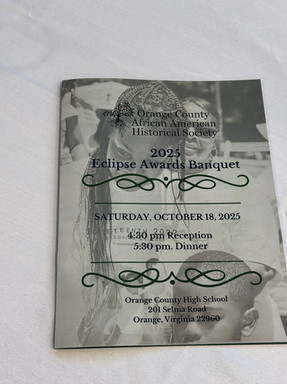 Orange County
African American
Historical Society
2025
Eclipse Awards Banquet
SATURDAY, OCTOBER 18, 2025
4:30 pm Reception
5:30 pm. Dinner
Orange County High School
201 Selma Road
Orange, Virginia 22960